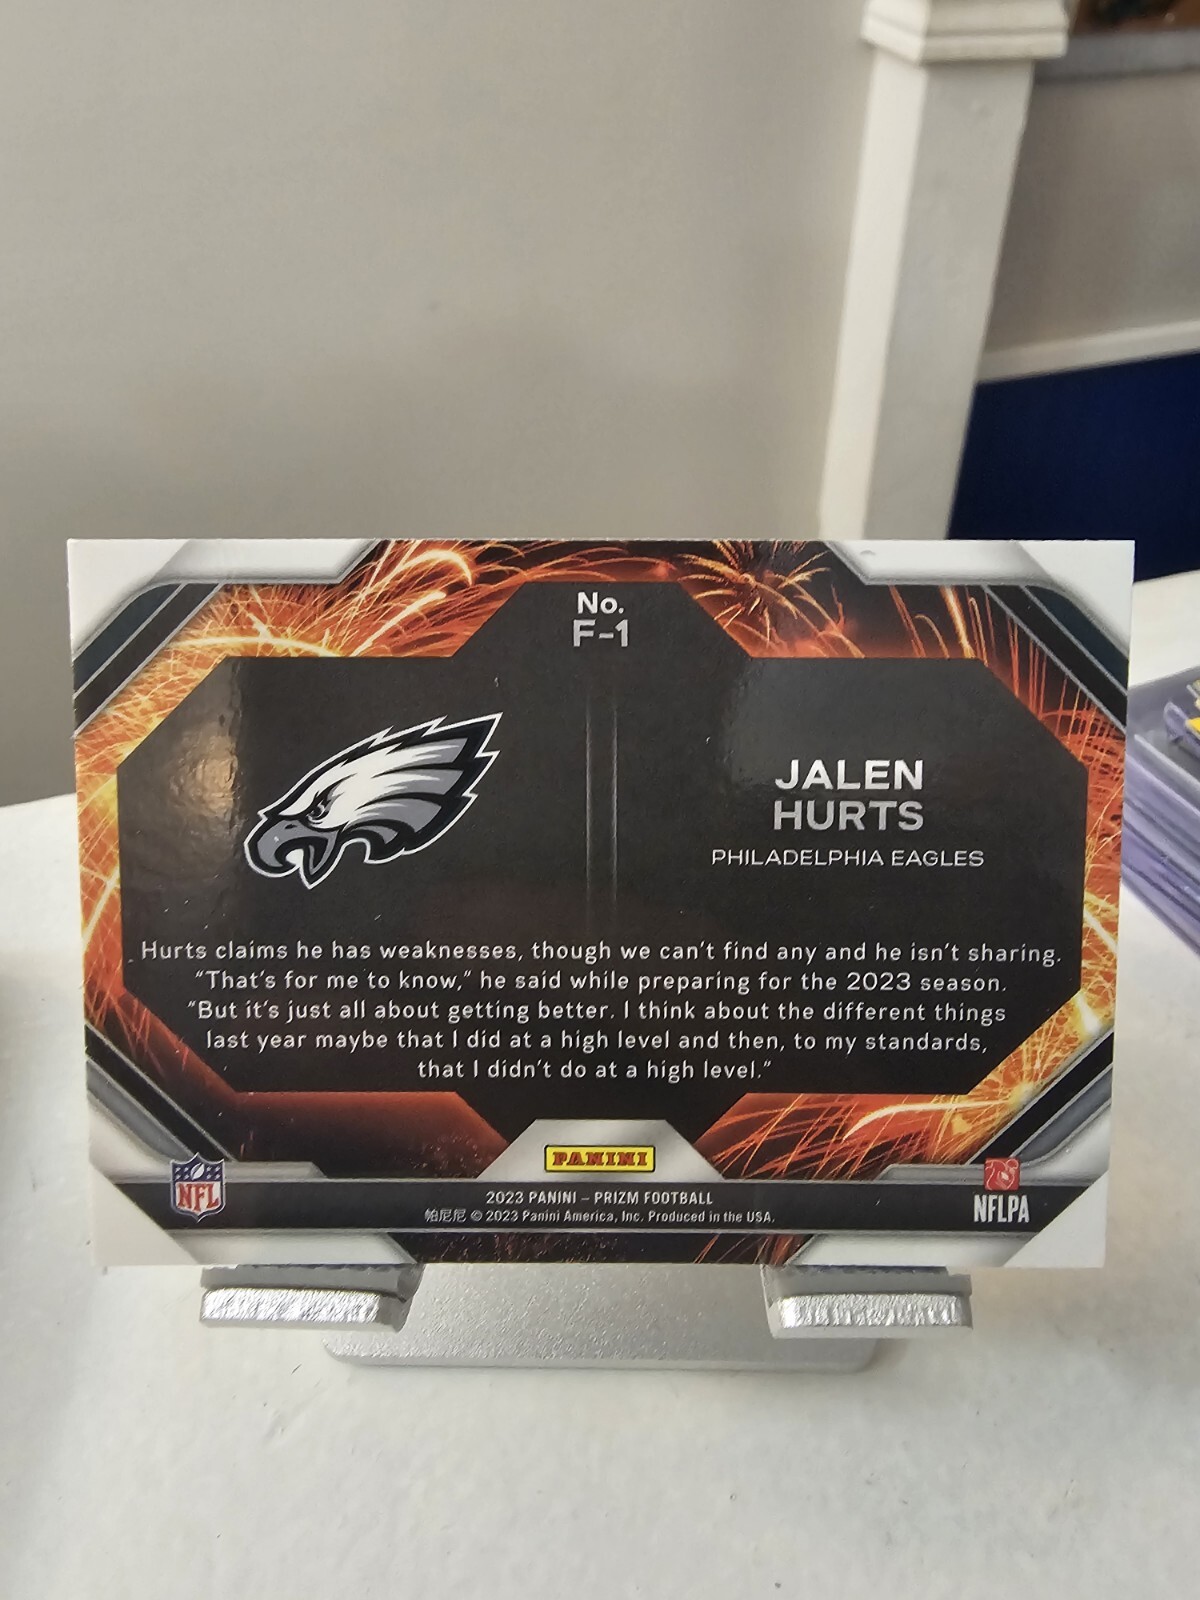 No.
F-1
JALEN
HURTS
PHILADELPHIA EAGLES
Hurts claims he has weaknesses, though we can't find any and he isn't sharing.
"That's for me to know," he said while preparing for the 2023 season.
"But it's just all about getting better. I think about the different things
last year maybe that I did at a high level and then, to my standards,
that I didn't do at a high level."
PANINI
NFL
2023 PANINI – PRIZM FOOTBALL
帕尼尼 © 2023 Panini America, Inc. Produced in the USA.
NFLPA